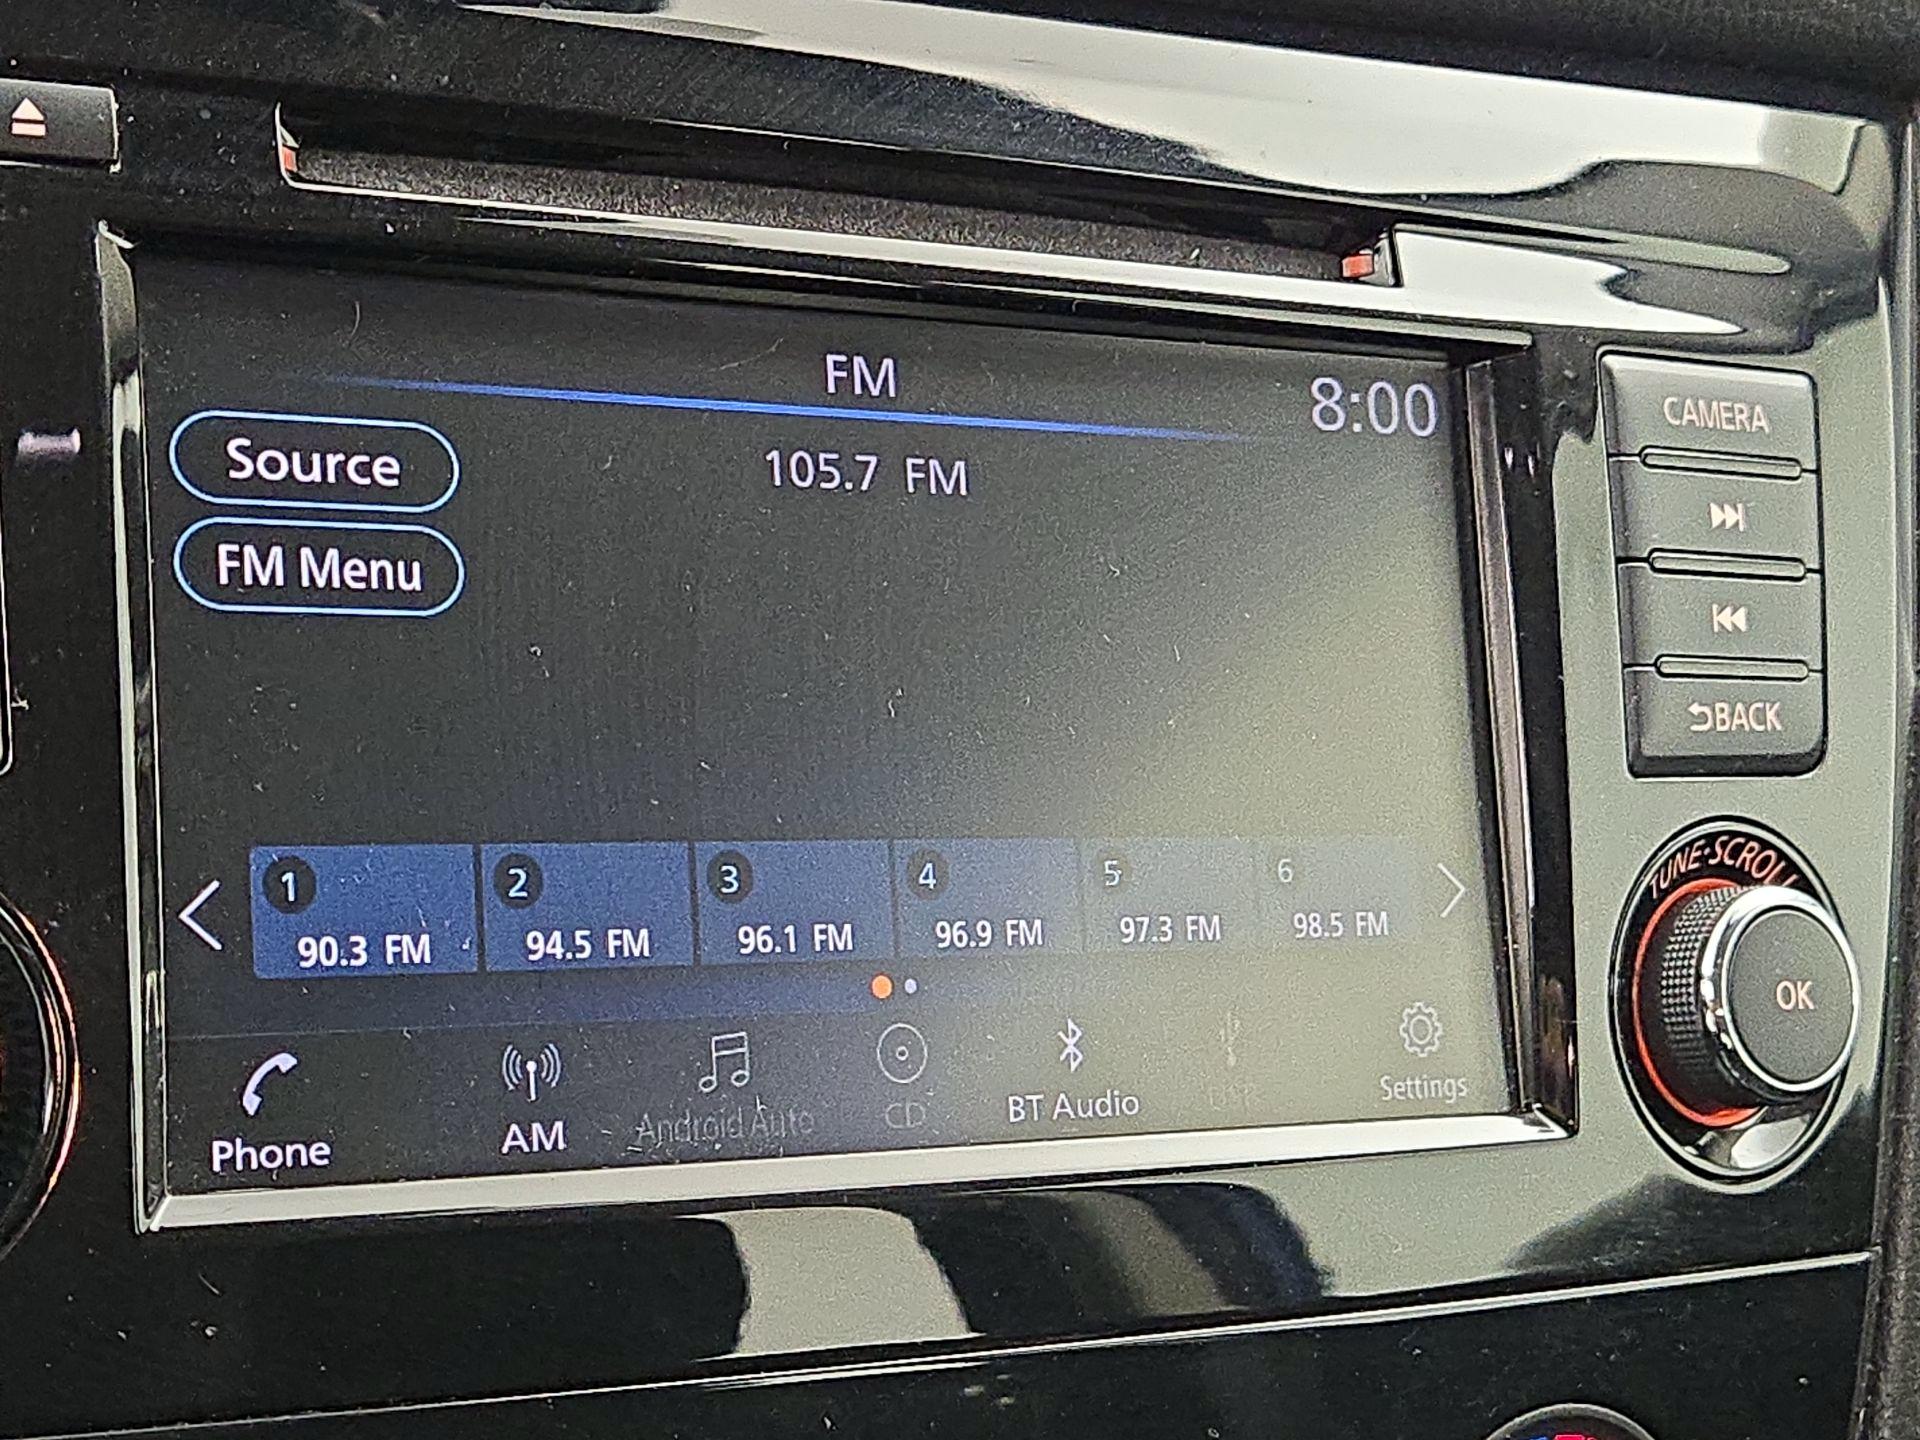 FM
8:00
Source
105.7 FM
FM Menu
1
2
3
4
5
6
90.3 FM
94.5 FM
96.1 FM
96.9 FM
97.3 FM
98.5 FM
Phone
AM
Android Auto
CD
BT Audio
Settings
CAMERA
BACK
TUNE·SCROLL
OK